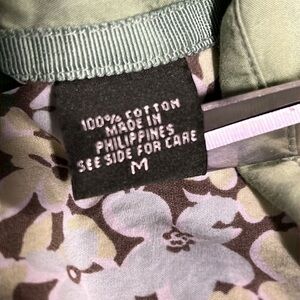 100% COTTON
MADE IN
PHILIPPINES
SEE SIDE FOR CARE
M